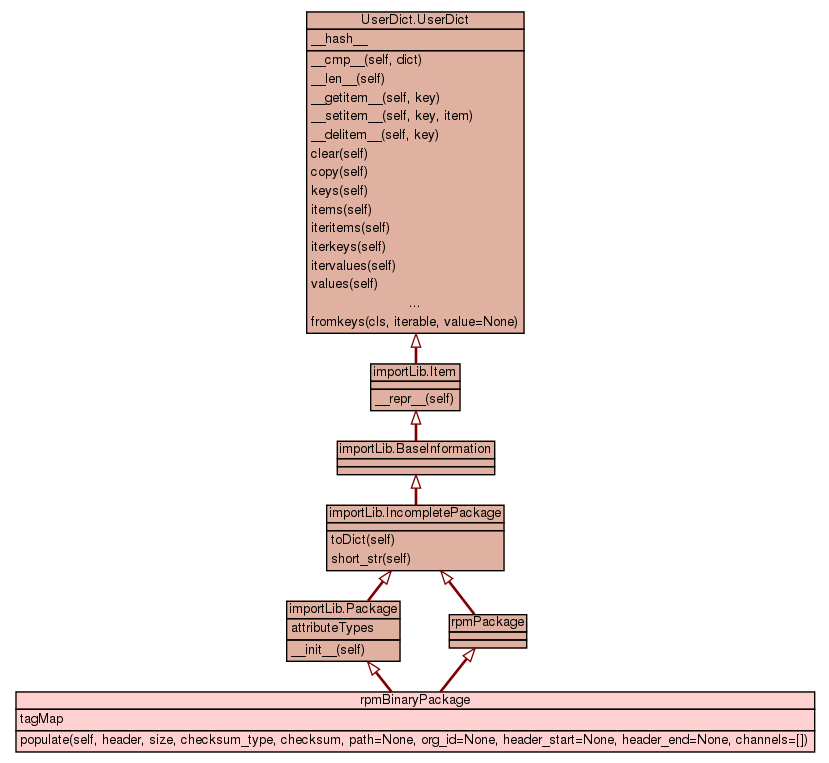 UserDict.UserDict
__hash__
__cmp__(self, dict)
__len__(self)
__getitem__(self, key)
__setitem__(self, key, item)
__delitem__(self, key)
clear(self)
copy(self)
keys(self)
items(self)
iteritems(self)
iterkeys(self)
itervalues(self)
values(self)
...
fromkeys(cls, iterable, value=None)
importLib.Item
__repr__(self)
importLib.BaseInformation
importLib.IncompletePackage
toDict(self)
short_str(self)
importLib.Package
attributeTypes
__init__(self)
rpmPackage
rpmBinaryPackage
tagMap
populate(self, header, size, checksum_type, checksum, path=None, org_id=None, header_start=None, header_end=None, channels=[])